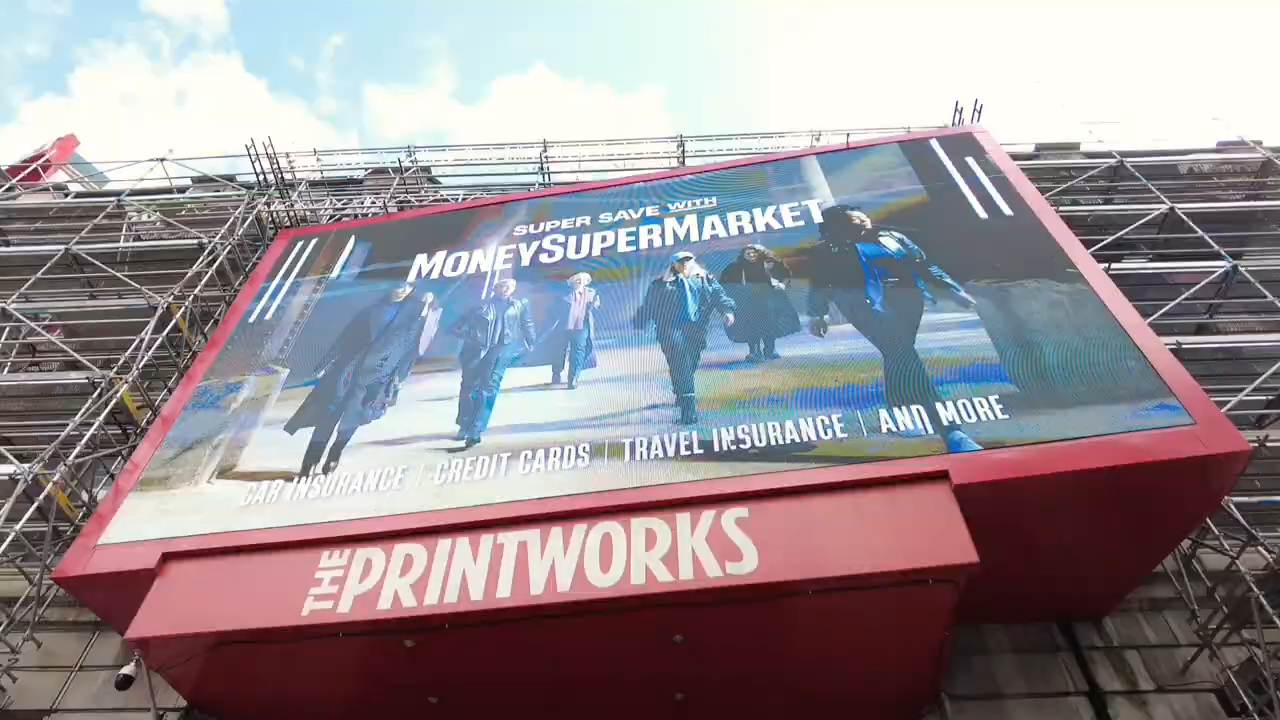 SUPER SAVE WITH
MONEYSUPERMARKET
CAR INSURANCE | CREDIT CARDS | TRAVEL INSURANCE | AND MORE
THE PRINTWORKS